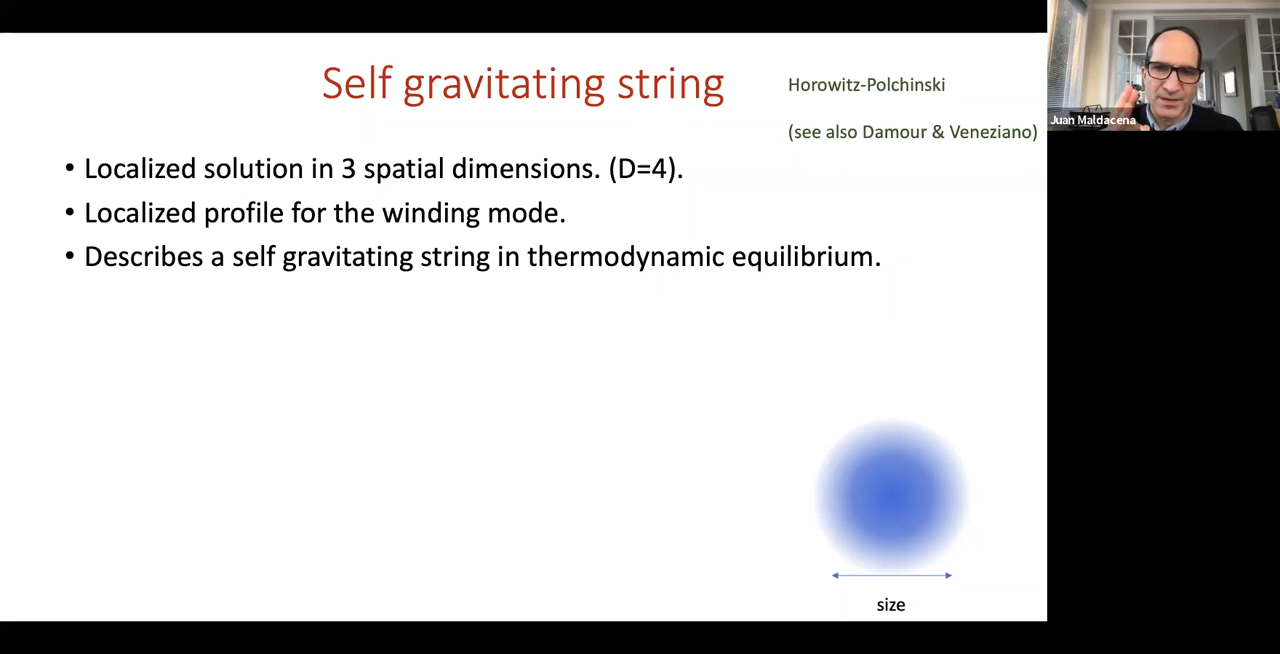 Self gravitating string
Horowitz-Polchinski
(see also Damour & Veneziano)
Juan Maldacena
• Localized solution in 3 spatial dimensions. (D=4).
• Localized profile for the winding mode.
• Describes a self gravitating string in thermodynamic equilibrium.
size